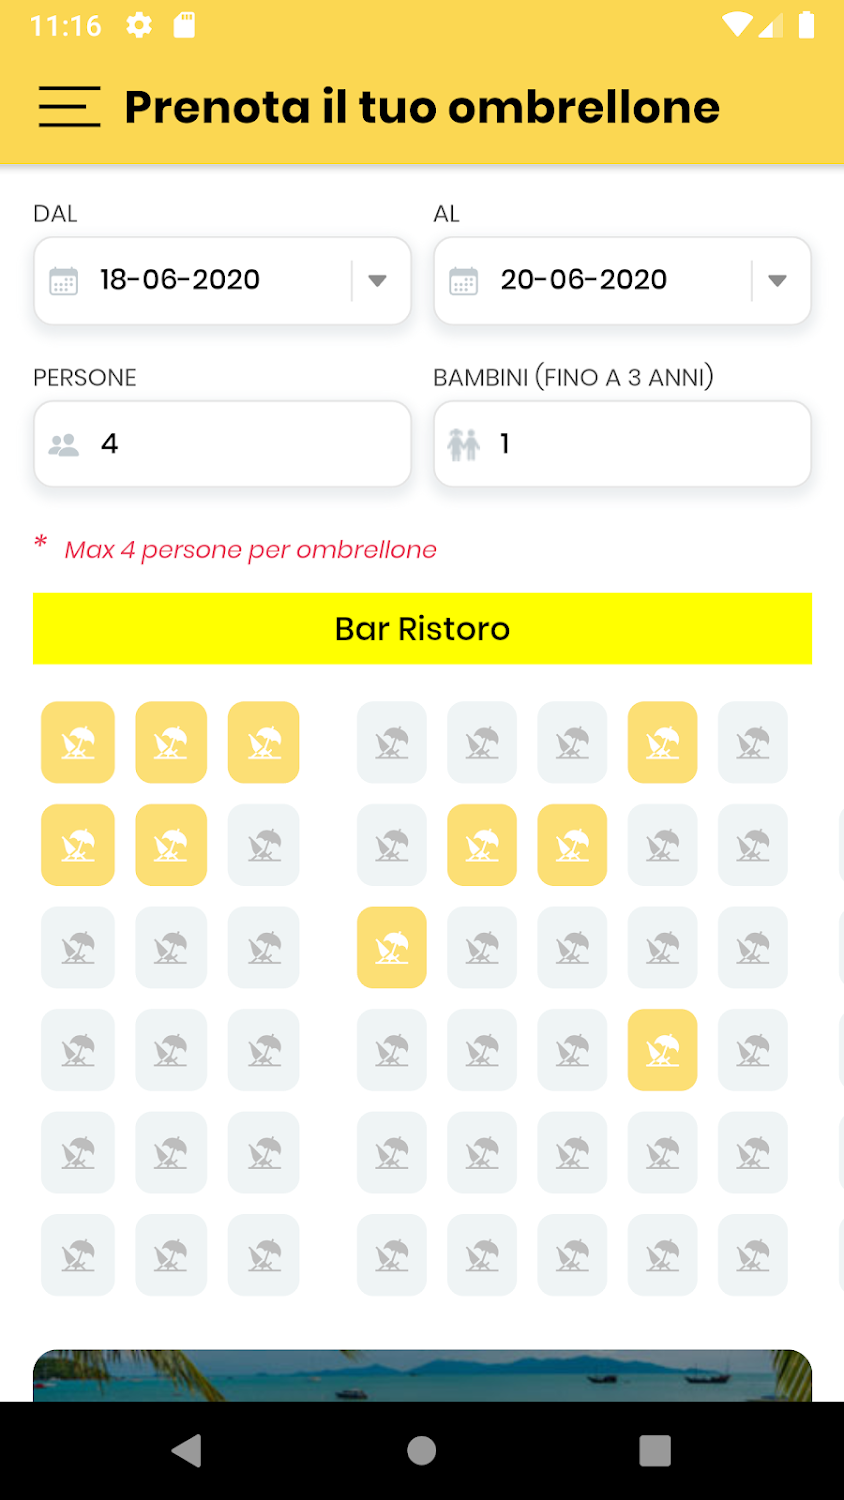 11:16
Prenota il tuo ombrellone
DAL
AL
18-06-2020
20-06-2020
PERSONE
BAMBINI (FINO A 3 ANNI)
4
1
* Max 4 persone per ombrellone
Bar Ristoro